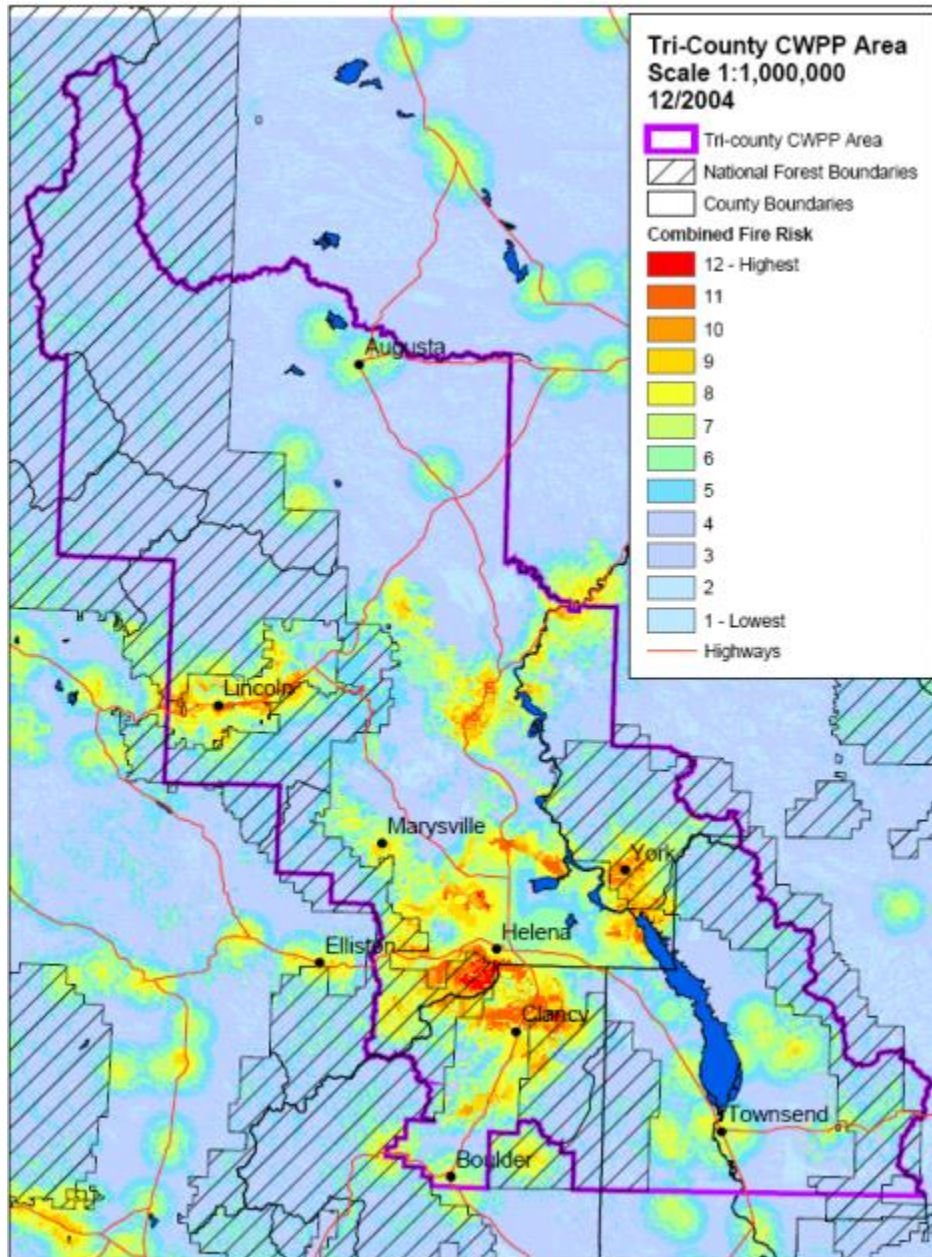 Tri-County CWPP Area
Scale 1:1,000,000
12/2004
Tri-county CWPP Area
National Forest Boundaries
County Boundaries
Combined Fire Risk
12 - Highest
11
10
9
8
7
6
5
4
3
2
1 - Lowest
Highways
Augusta
Lincoln
Marysville
York
Helena
Elliston
Clancy
Townsend
Boulder